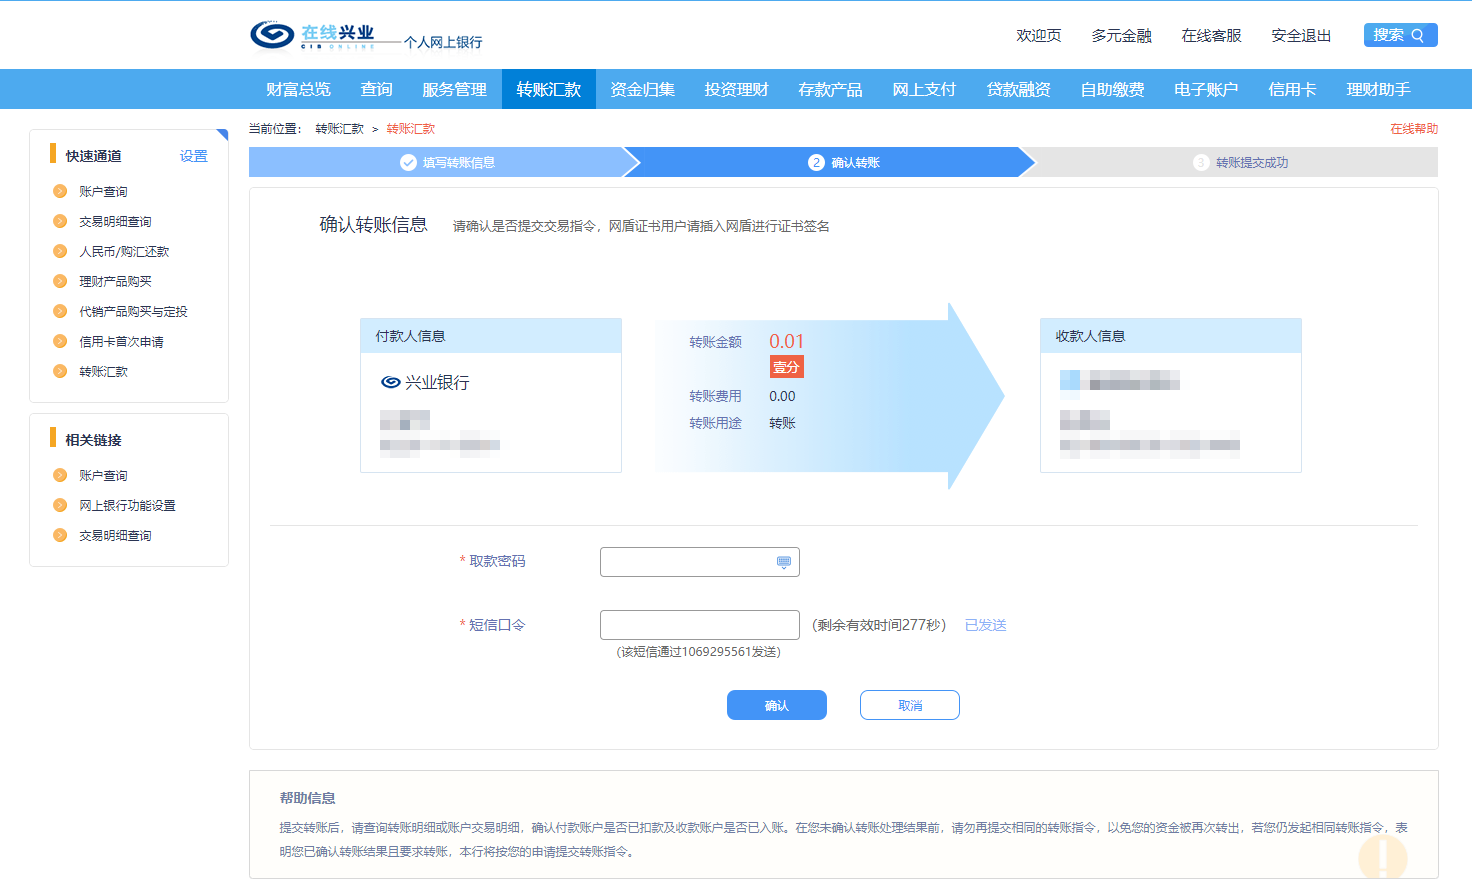 在线兴业
CIB ONLINE
个人网上银行
欢迎页 多元金融 在线客服 安全退出 搜索
财富总览 查询 服务管理 转账汇款 资金归集 投资理财 存款产品 网上支付 贷款融资 自助缴费 电子账户 信用卡 理财助手
当前位置： 转账汇款 > 转账汇款
在线帮助
快速通道 设置
账户查询
交易明细查询
人民币/购汇还款
理财产品购买
代销产品购买与定投
信用卡首次申请
转账汇款
相关链接
账户查询
网上银行功能设置
交易明细查询
填写转账信息
2 确认转账
3 转账提交成功
确认转账信息 请确认是否提交交易指令，网盾证书用户请插入网盾进行证书签名
付款人信息
兴业银行
转账金额 0.01
壹分
转账费用 0.00
转账用途 转账
收款人信息
* 取款密码
* 短信口令 (剩余有效时间277秒) 已发送
(该短信通过1069295561发送)
确认 取消
帮助信息
提交转账后，请查询转账明细或账户交易明细，确认付款账户是否已扣款及收款账户是否已入账。在您未确认转账处理结果前，请勿再提交相同的转账指令，以免您的资金被再次转出，若您仍发起相同转账指令，表
明您已确认转账结果且要求转账，本行将按您的申请提交转账指令。